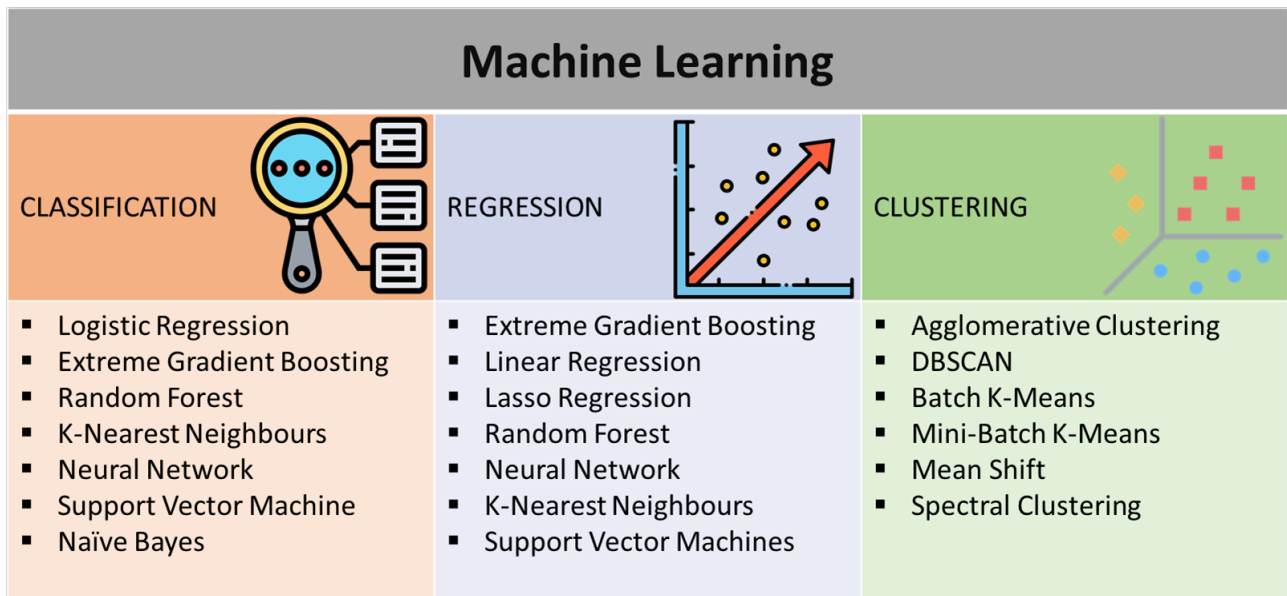 Machine Learning
CLASSIFICATION
REGRESSION
CLUSTERING
▪ Logistic Regression
▪ Extreme Gradient Boosting
▪ Random Forest
▪ K-Nearest Neighbours
▪ Neural Network
▪ Support Vector Machine
▪ Naïve Bayes
▪ Extreme Gradient Boosting
▪ Linear Regression
▪ Lasso Regression
▪ Random Forest
▪ Neural Network
▪ K-Nearest Neighbours
▪ Support Vector Machines
▪ Agglomerative Clustering
▪ DBSCAN
▪ Batch K-Means
▪ Mini-Batch K-Means
▪ Mean Shift
▪ Spectral Clustering